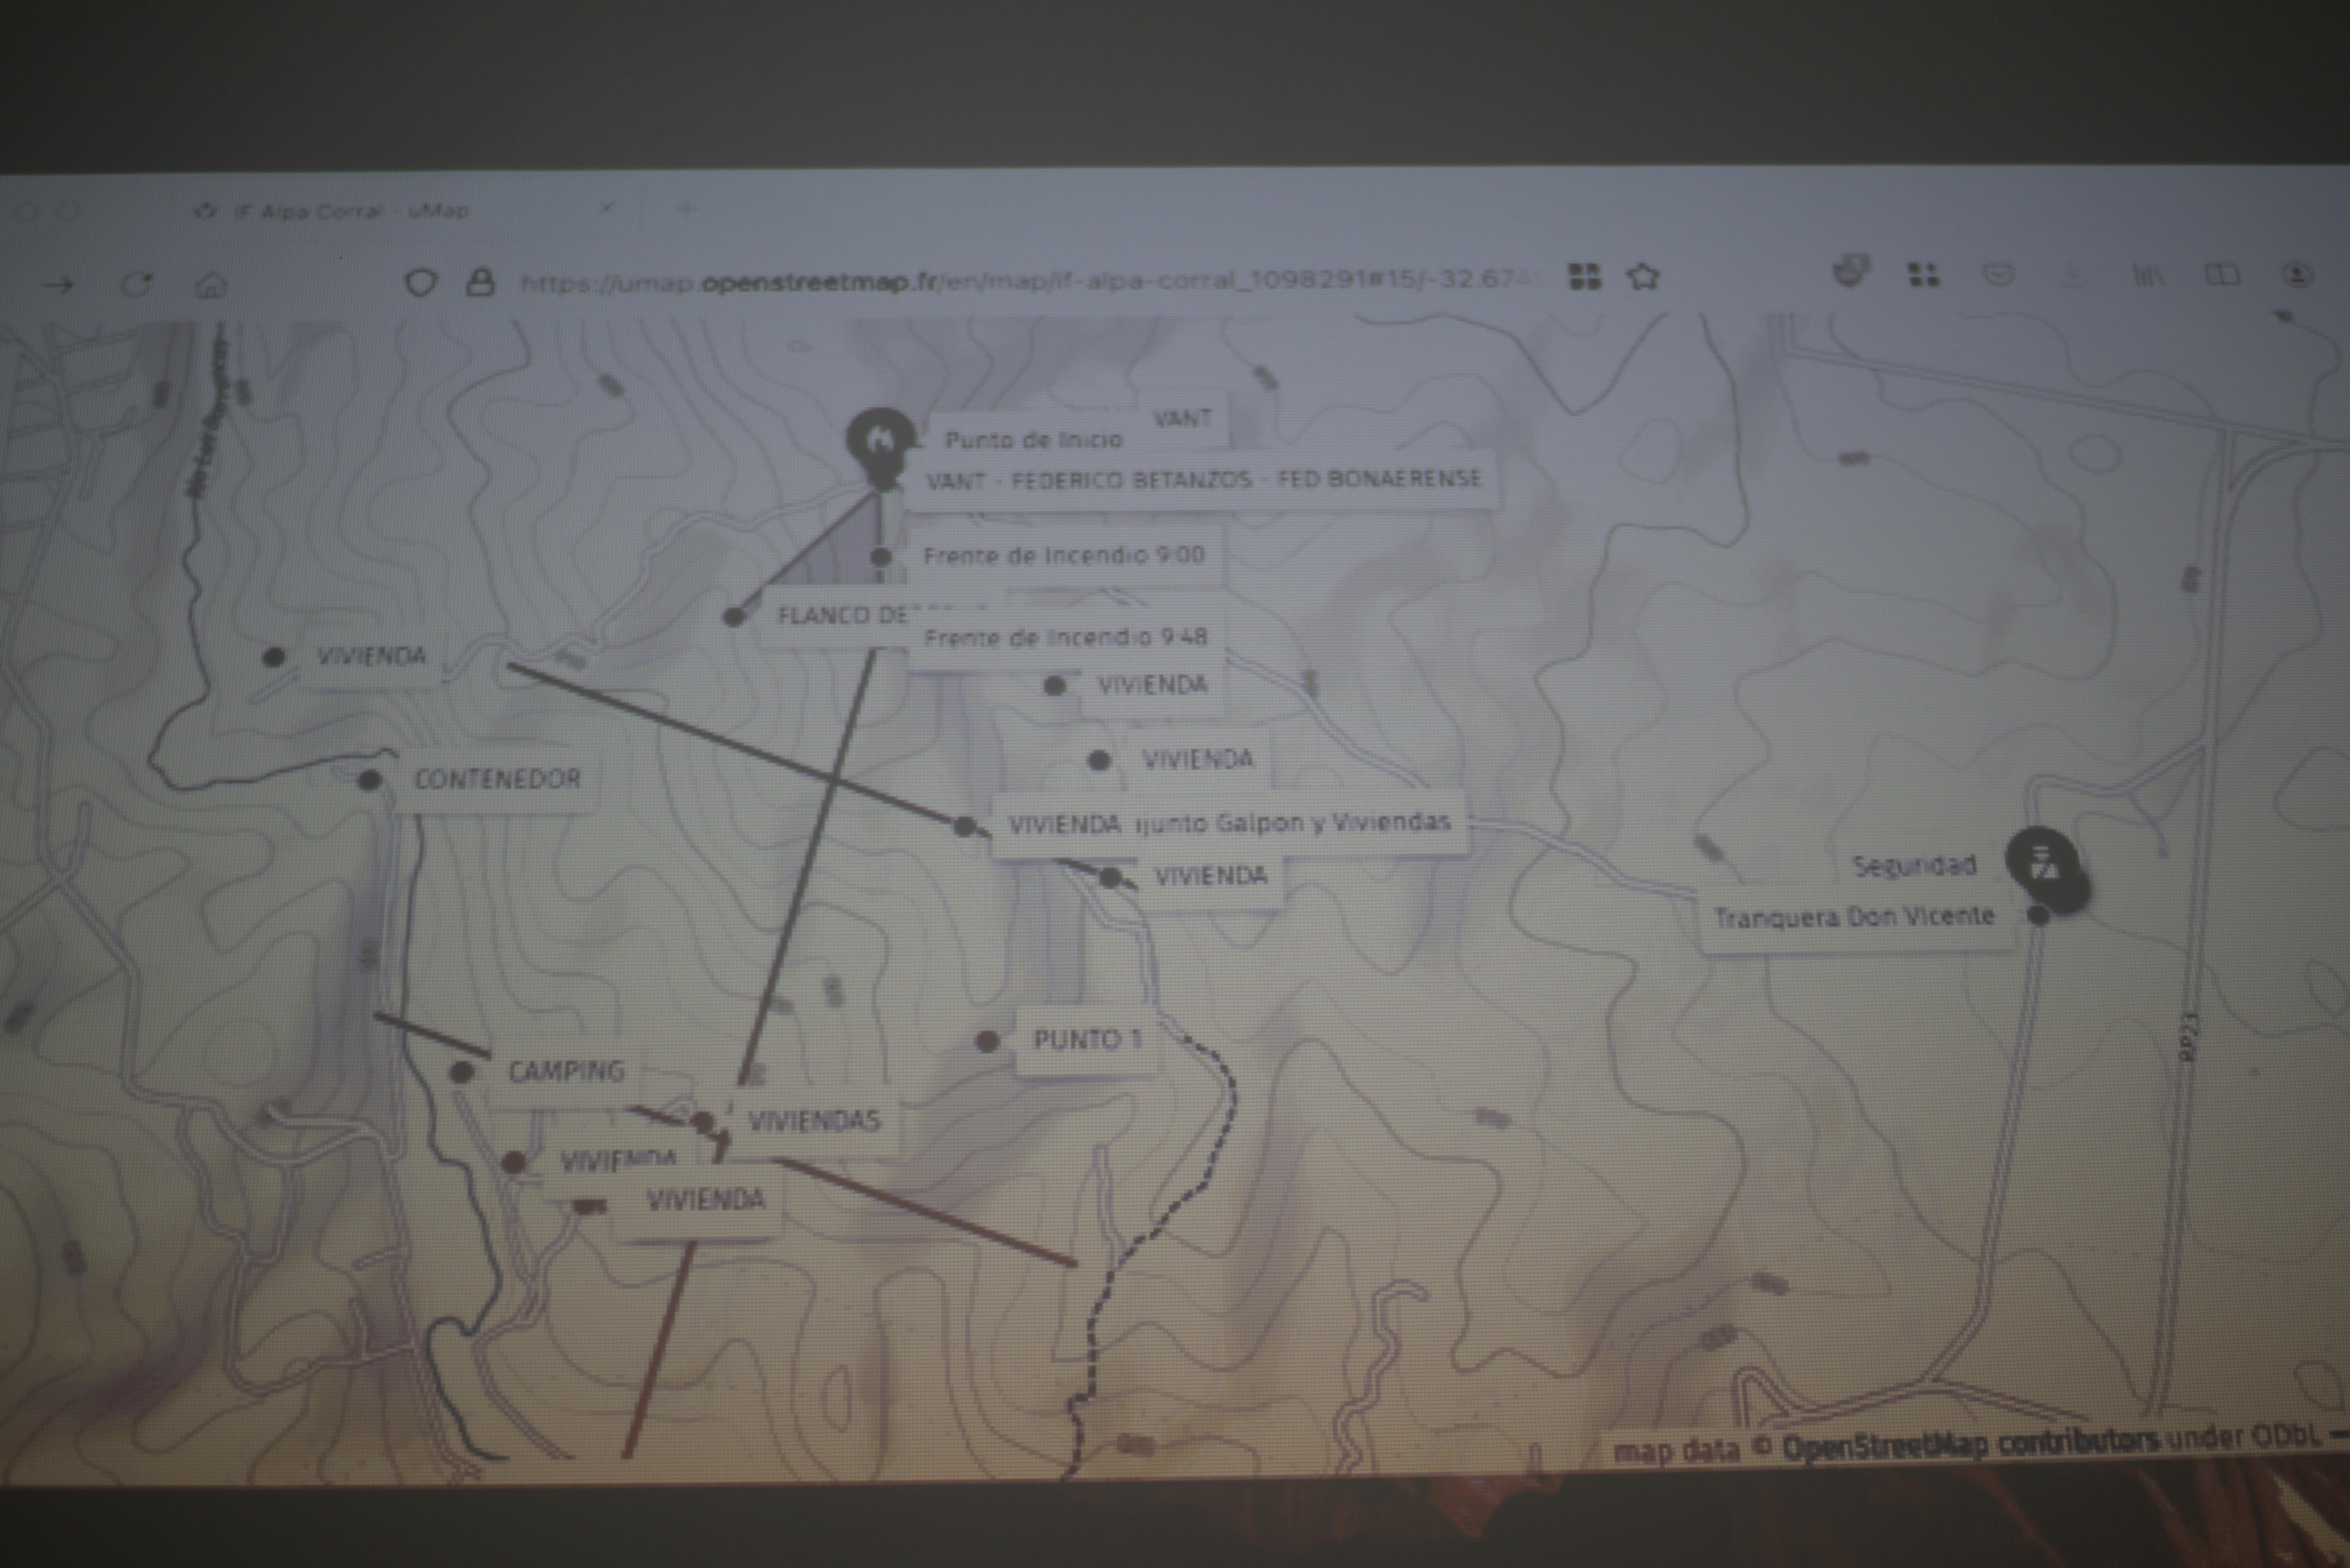 IF Alpa Corral - uMap
https://umap.openstreetmap.fr/en/map/if-alpa-corral_1098291#15/-32.674
VANT
Punto de Inicio
VANT - FEDERICO BETANZOS - FED BONAERENSE
Frente de Incendio 9:00
FLANCO DE
Frente de Incendio 9:48
VIVIENDA
VIVIENDA
VIVIENDA
CONTENEDOR
VIVIENDA
junto Galpon y Viviendas
VIVIENDA
Seguridad
Tranquera Don Vicente
PUNTO 1
RP23
CAMPING
VIVIENDAS
VIVIENDA
VIVIENDA
map data © OpenStreetMap contributors under ODbL